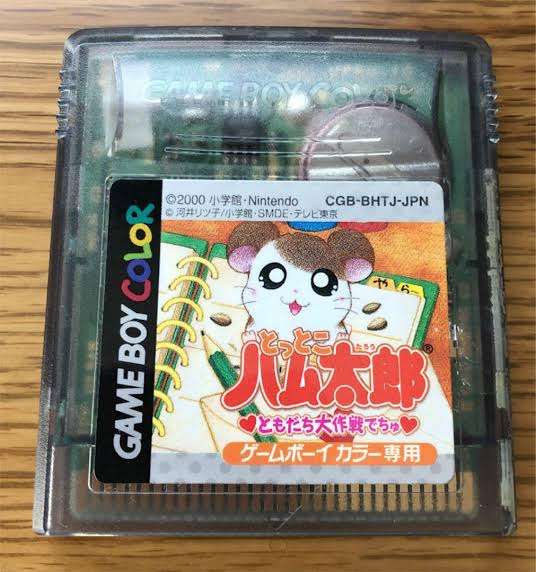 GAME BOY COLOR
©2000 小学館・Nintendo CGB-BHTJ-JPN
© 河井リツ子/小学館・SMDE・テレビ東京
GAME BOY COLOR
とっとこ
ハム太郎®
たろう
♥ともだち大作戦でちゅ♥
ゲームボーイカラー専用